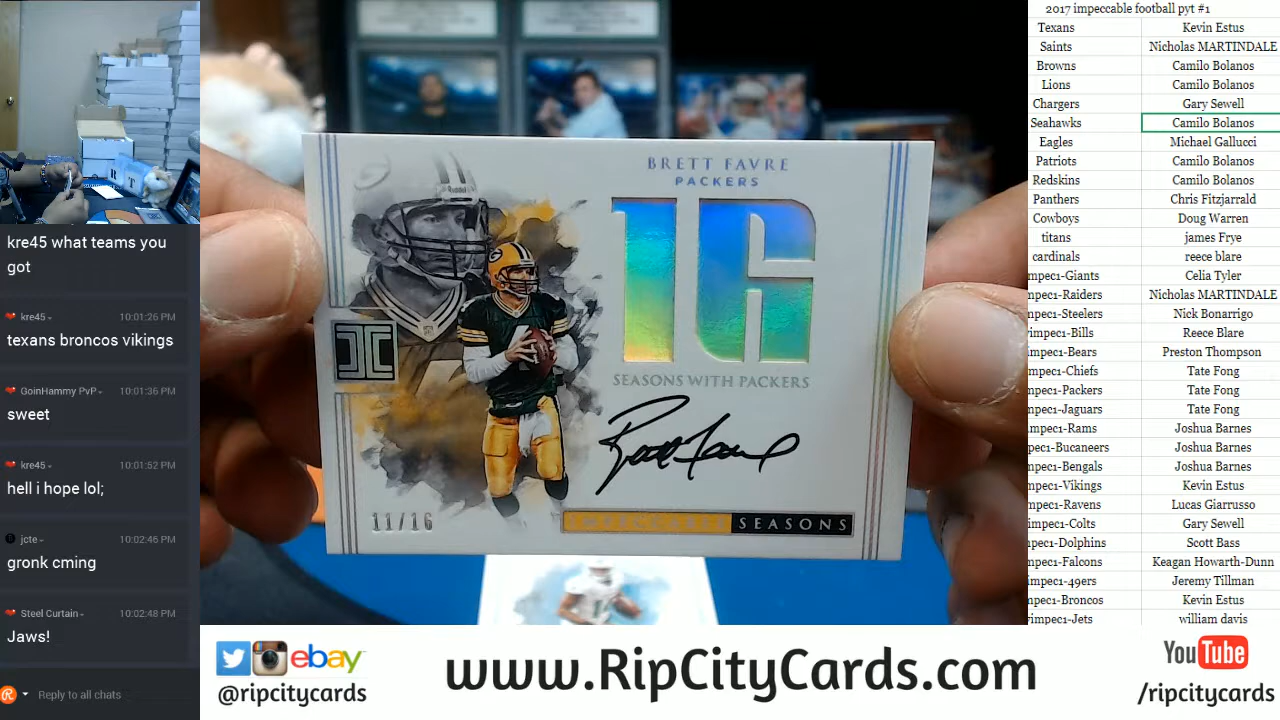 kre45 what teams you
got
kre45
10:01:26 PM
texans broncos vikings
GoinHammy PvP
10:01:36 PM
sweet
kre45
10:01:52 PM
hell i hope lol;
jcte
10:02:46 PM
gronk cming
Steel Curtain
10:02:48 PM
Jaws!
Reply to all chats
BRETT FAVRE
PACKERS
16
SEASONS WITH PACKERS
Brett Favre
11/16
SEASONS
Riddell
2017 impeccable football pyt #1
Texans Kevin Estus
Saints Nicholas MARTINDALE
Browns Camilo Bolanos
Lions Camilo Bolanos
Chargers Gary Sewell
Seahawks Camilo Bolanos
Eagles Michael Gallucci
Patriots Camilo Bolanos
Redskins Camilo Bolanos
Panthers Chris Fitzjarrald
Cowboys Doug Warren
titans james Frye
cardinals reece blare
mpec1-Giants Celia Tyler
mpec1-Raiders Nicholas MARTINDALE
mpec1-Steelers Nick Bonarrigo
impec1-Bills Reece Blare
mpec1-Bears Preston Thompson
mpec1-Chiefs Tate Fong
npec1-Packers Tate Fong
npec1-Jaguars Tate Fong
impec1-Rams Joshua Barnes
pec1-Bucaneers Joshua Barnes
npec1-Bengals Joshua Barnes
mpec1-Vikings Kevin Estus
npec1-Ravens Lucas Giarrusso
impec1-Colts Gary Sewell
npec1-Dolphins Scott Bass
mpec1-Falcons Keagan Howarth-Dunn
impec1-49ers Jeremy Tillman
npec1-Broncos Kevin Estus
impec1-Jets william davis
ebay
@ripcitycards
www.RipCityCards.com
YouTube
/ripcitycards